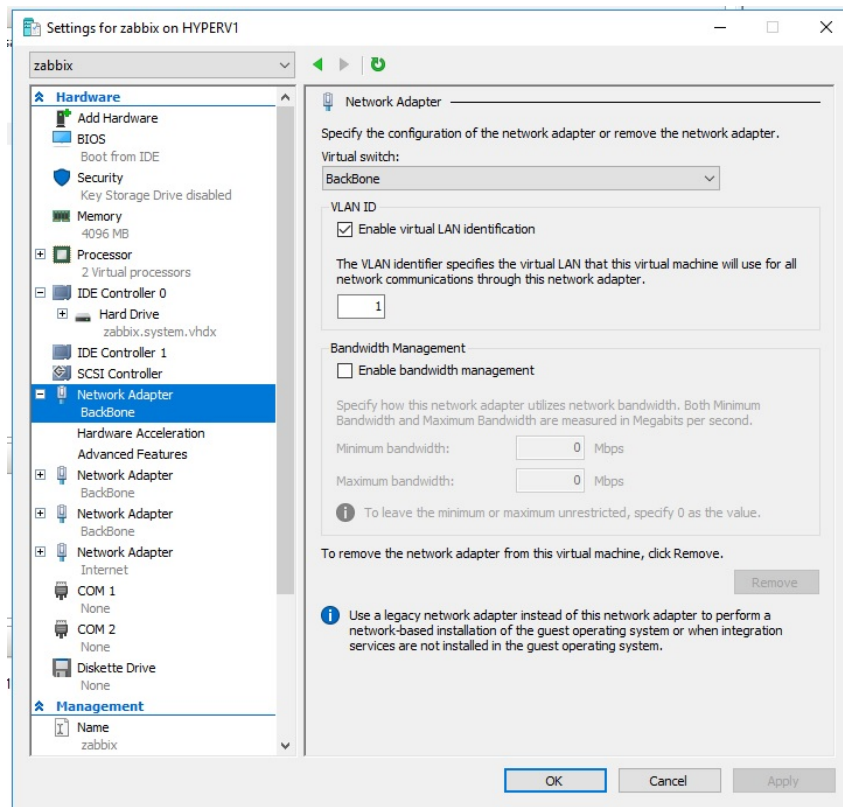 Settings for zabbix on HYPERV1
zabbix
Hardware
Add Hardware
BIOS
Boot from IDE
Security
Key Storage Drive disabled
Memory
4096 MB
Processor
2 Virtual processors
IDE Controller 0
Hard Drive
zabbix.system.vhdx
IDE Controller 1
SCSI Controller
Network Adapter
BackBone
Hardware Acceleration
Advanced Features
Network Adapter
BackBone
Network Adapter
BackBone
Network Adapter
Internet
COM 1
None
COM 2
None
Diskette Drive
None
Management
Name
zabbix
Network Adapter
Specify the configuration of the network adapter or remove the network adapter.
Virtual switch:
BackBone
VLAN ID
Enable virtual LAN identification
The VLAN identifier specifies the virtual LAN that this virtual machine will use for all
network communications through this network adapter.
1
Bandwidth Management
Enable bandwidth management
Specify how this network adapter utilizes network bandwidth. Both Minimum
Bandwidth and Maximum Bandwidth are measured in Megabits per second.
Minimum bandwidth: 0 Mbps
Maximum bandwidth: 0 Mbps
To leave the minimum or maximum unrestricted, specify 0 as the value.
To remove the network adapter from this virtual machine, click Remove.
Remove
Use a legacy network adapter instead of this network adapter to perform a
network-based installation of the guest operating system or when integration
services are not installed in the guest operating system.
OK Cancel Apply